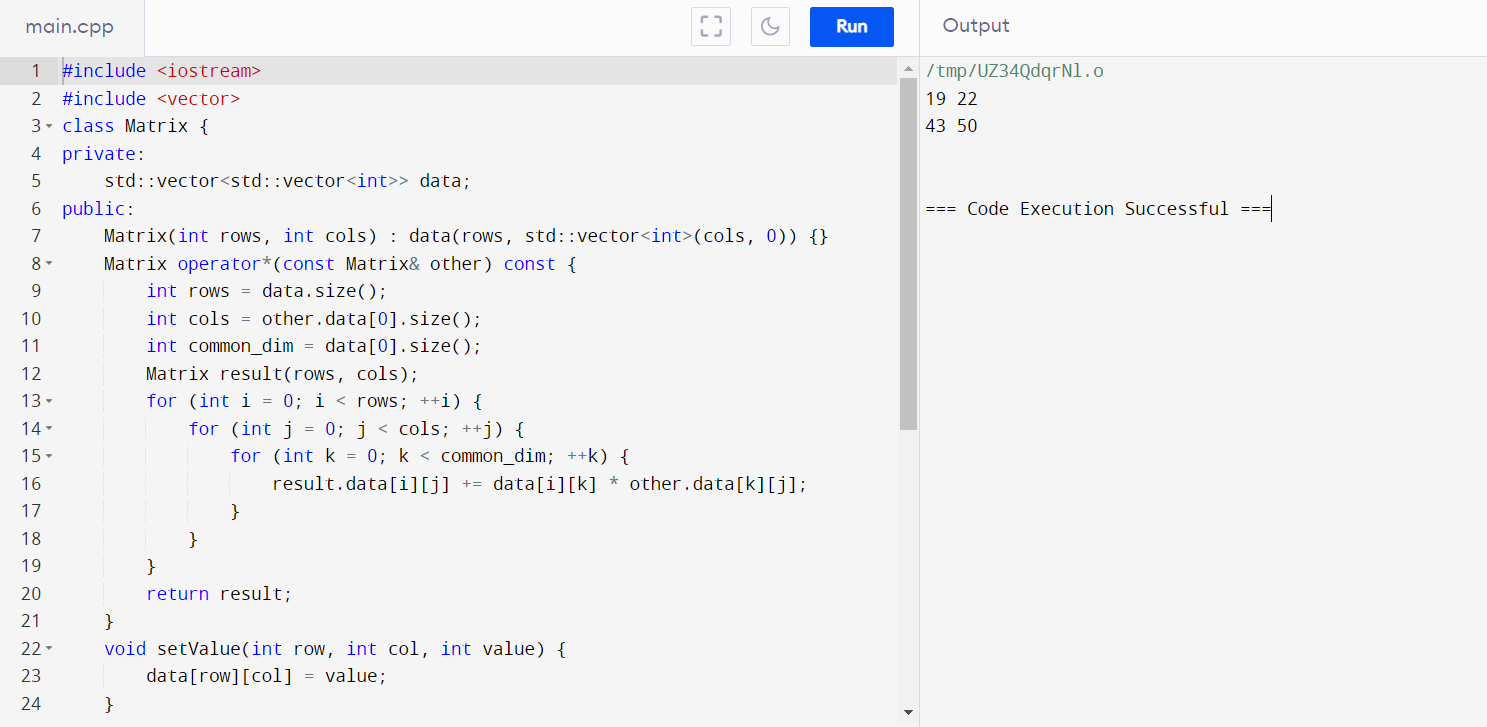 main.cpp
Run
Output
1 #include <iostream>
2 #include <vector>
3 class Matrix {
4 private:
5     std::vector<std::vector<int>> data;
6 public:
7     Matrix(int rows, int cols) : data(rows, std::vector<int>(cols, 0)) {}
8     Matrix operator*(const Matrix& other) const {
9         int rows = data.size();
10         int cols = other.data[0].size();
11         int common_dim = data[0].size();
12         Matrix result(rows, cols);
13         for (int i = 0; i < rows; ++i) {
14             for (int j = 0; j < cols; ++j) {
15                 for (int k = 0; k < common_dim; ++k) {
16                     result.data[i][j] += data[i][k] * other.data[k][j];
17                 }
18             }
19         }
20         return result;
21     }
22     void setValue(int row, int col, int value) {
23         data[row][col] = value;
24     }
/tmp/UZ34QdqrNl.o
19 22
43 50
=== Code Execution Successful ===